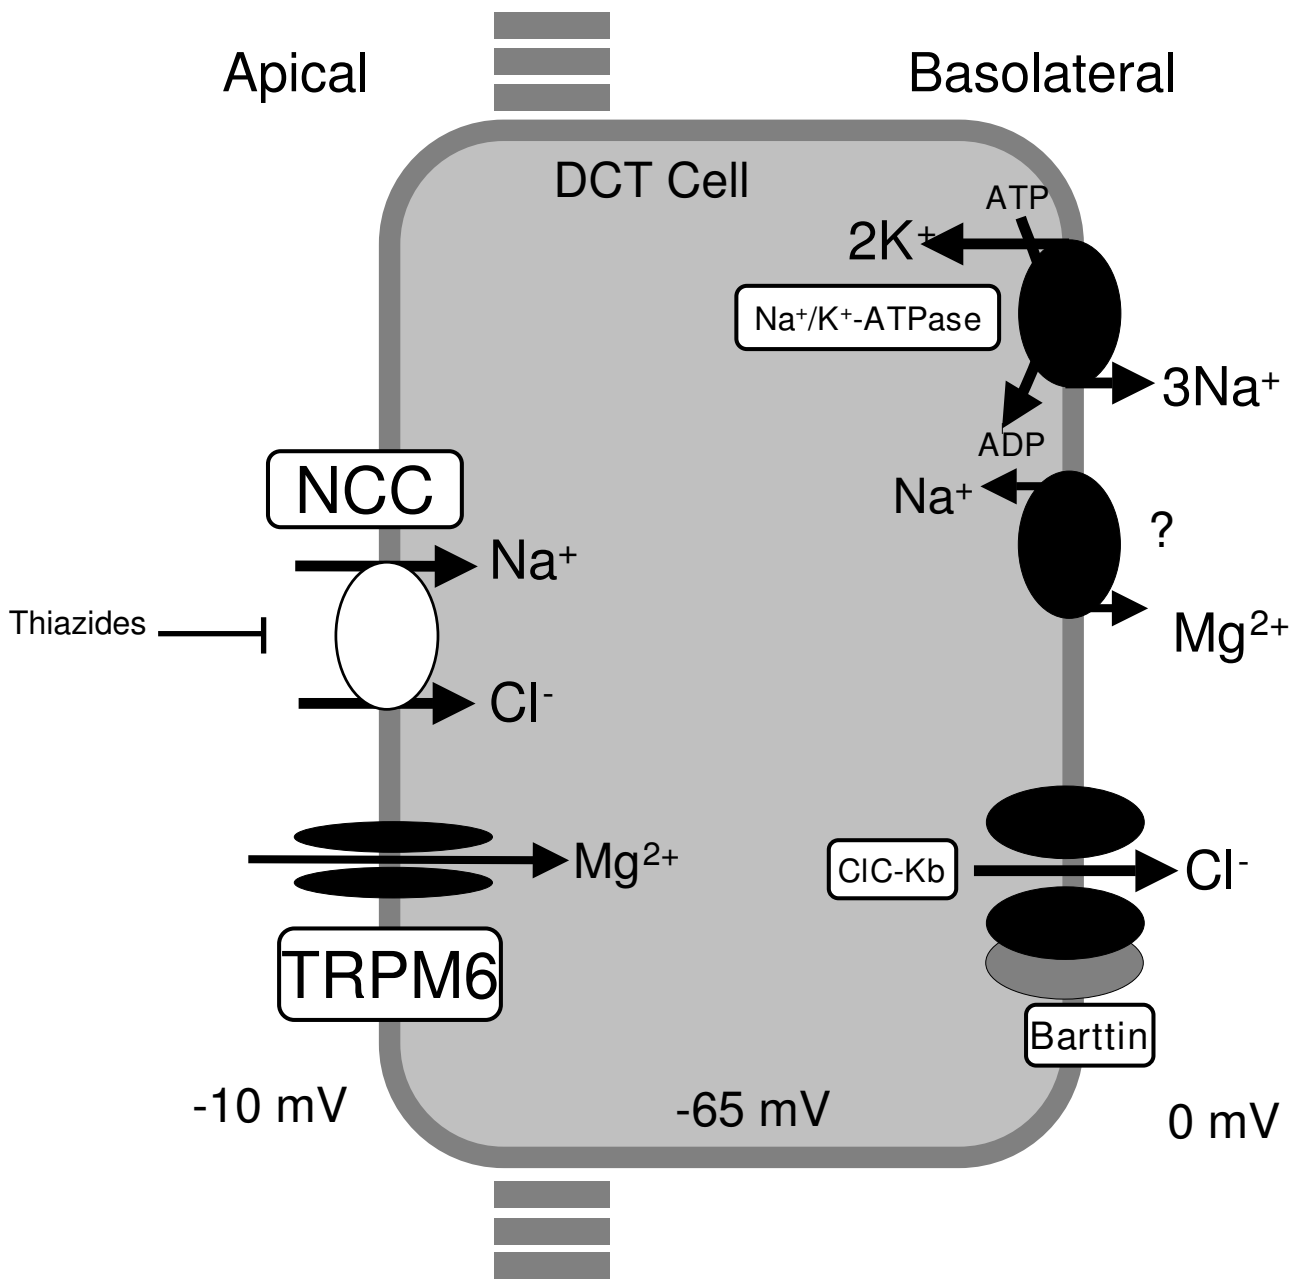 Apical
Basolateral
DCT Cell
ATP
2K⁺
Na⁺/K⁺-ATPase
3Na⁺
ADP
NCC
Na⁺
?
Na⁺
Thiazides
Mg²⁺
Cl⁻
Mg²⁺
ClC-Kb
Cl⁻
TRPM6
Barttin
-10 mV
-65 mV
0 mV